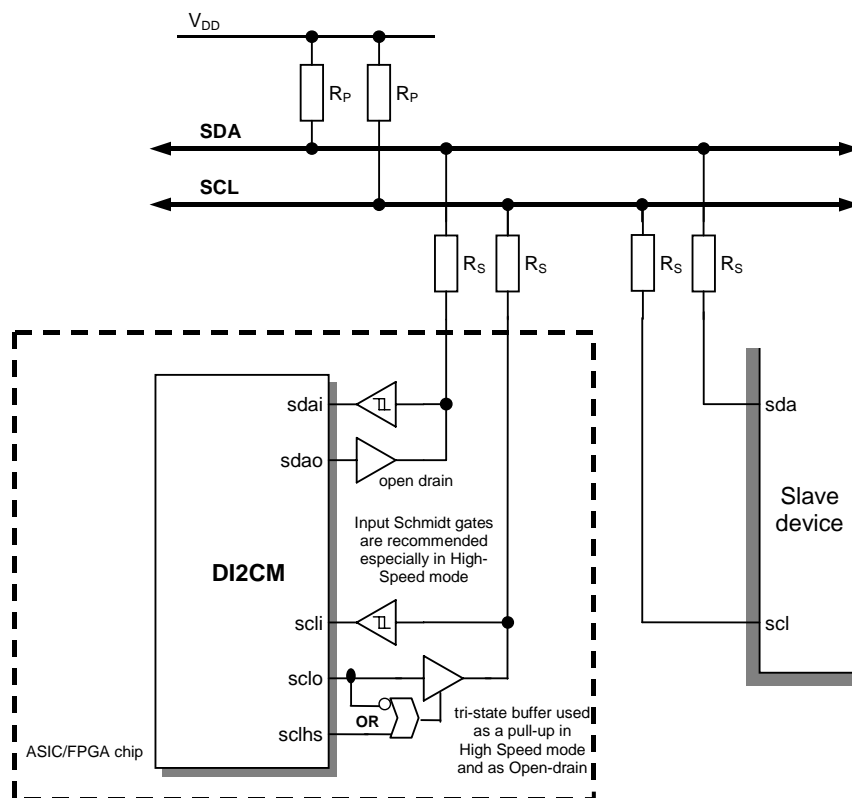 VDD
RP
RP
SDA
SCL
RS
RS
RS
RS
sdai
sdao
open drain
Input Schmidt gates
are recommended
especially in High-
Speed mode
DI2CM
scli
sclo
OR
sclhs
tri-state buffer used
as a pull-up in
High Speed mode
and as Open-drain
ASIC/FPGA chip
sda
Slave
device
scl